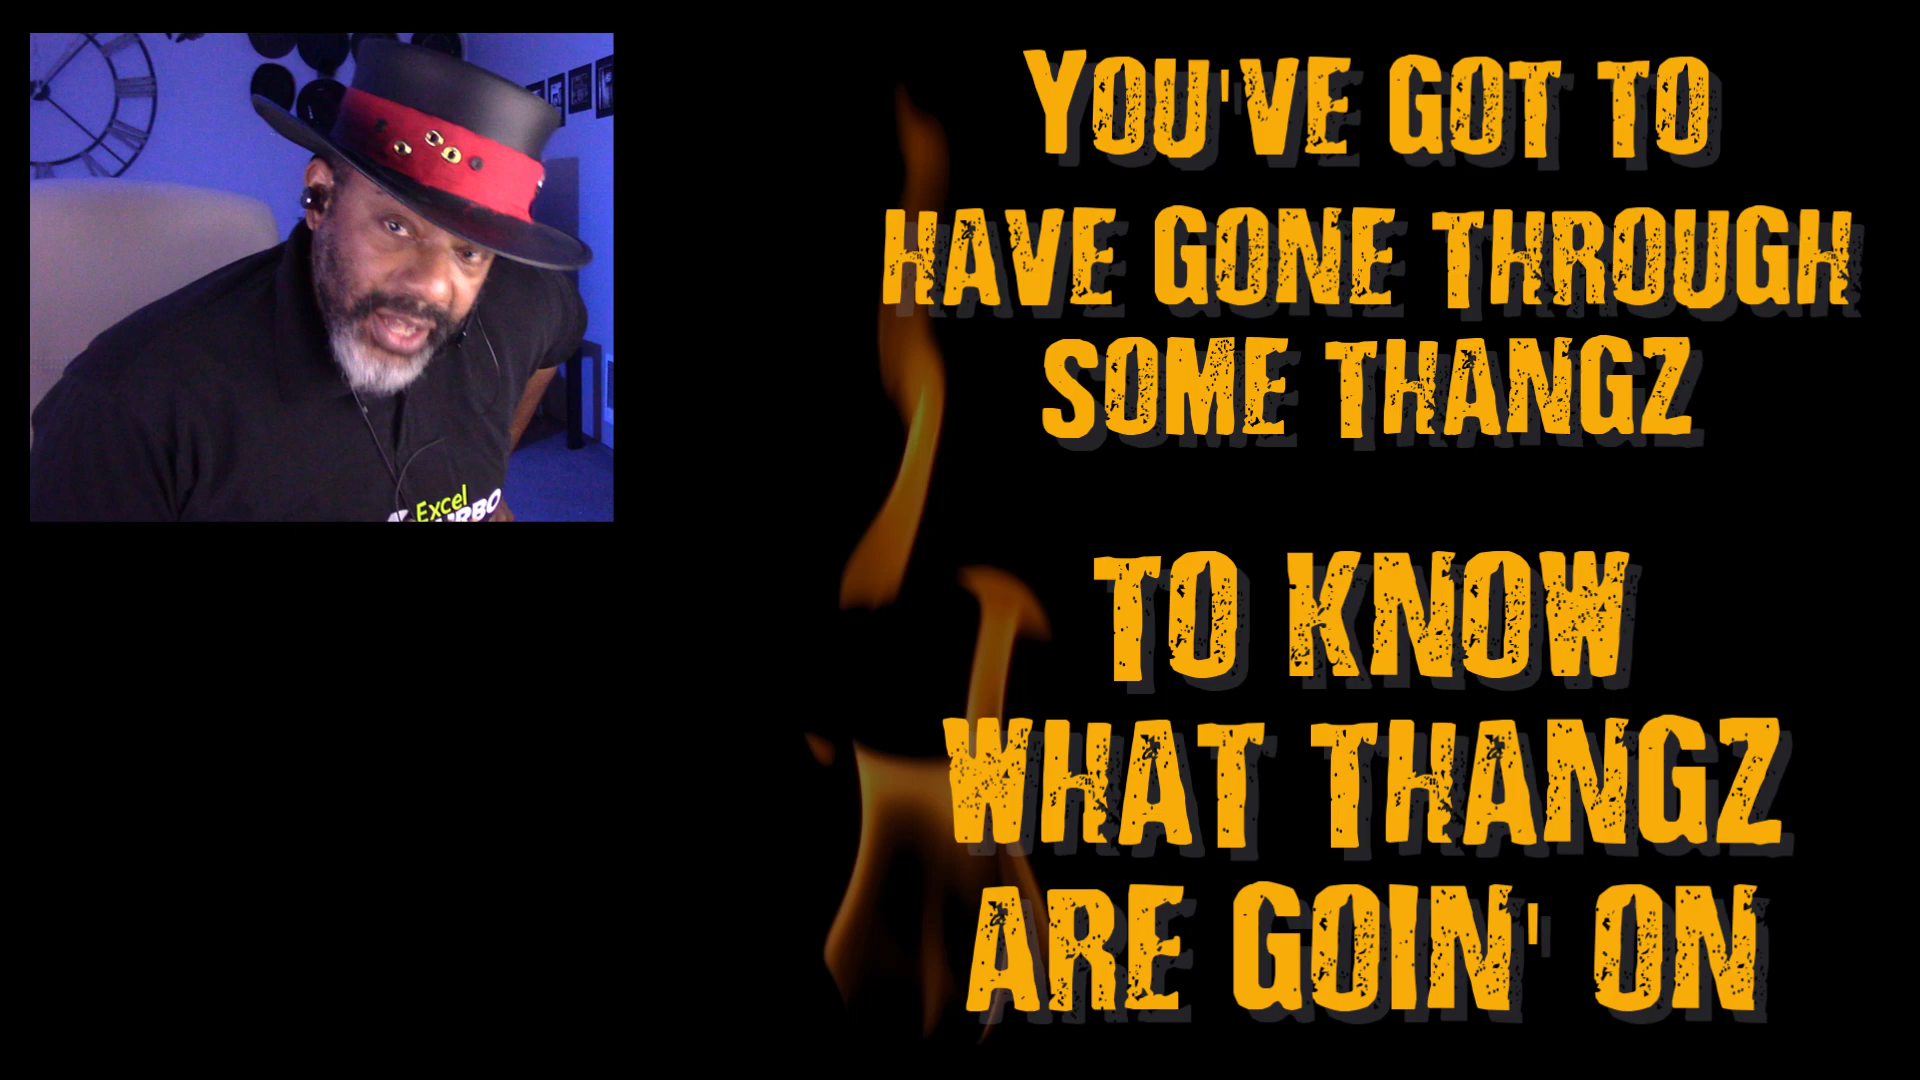 YOU'VE GOT TO
HAVE GONE THROUGH
SOME THANGZ
TO KNOW
WHAT THANGZ
ARE GOIN' ON
Excel